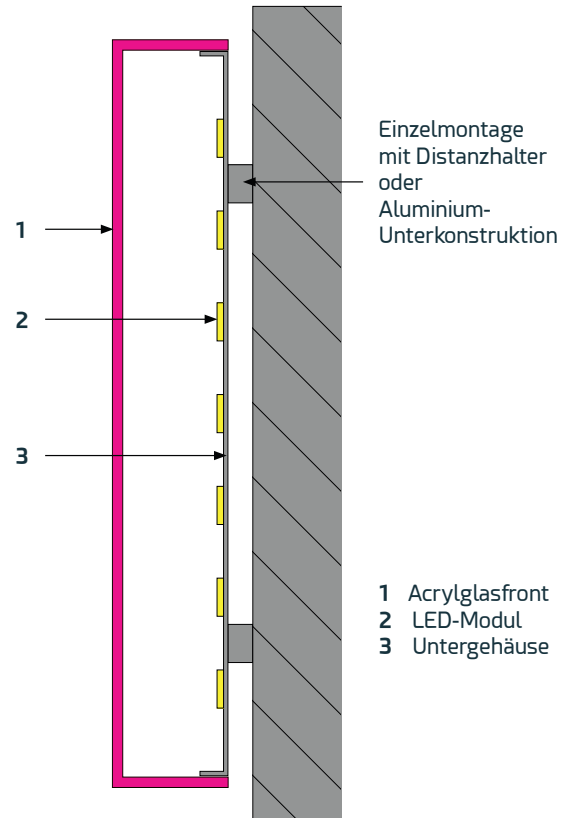 Einzelmontage
mit Distanzhalter
oder
Aluminium-
Unterkonstruktion
1
2
3
1 Acrylglasfront
2 LED-Modul
3 Untergehäuse